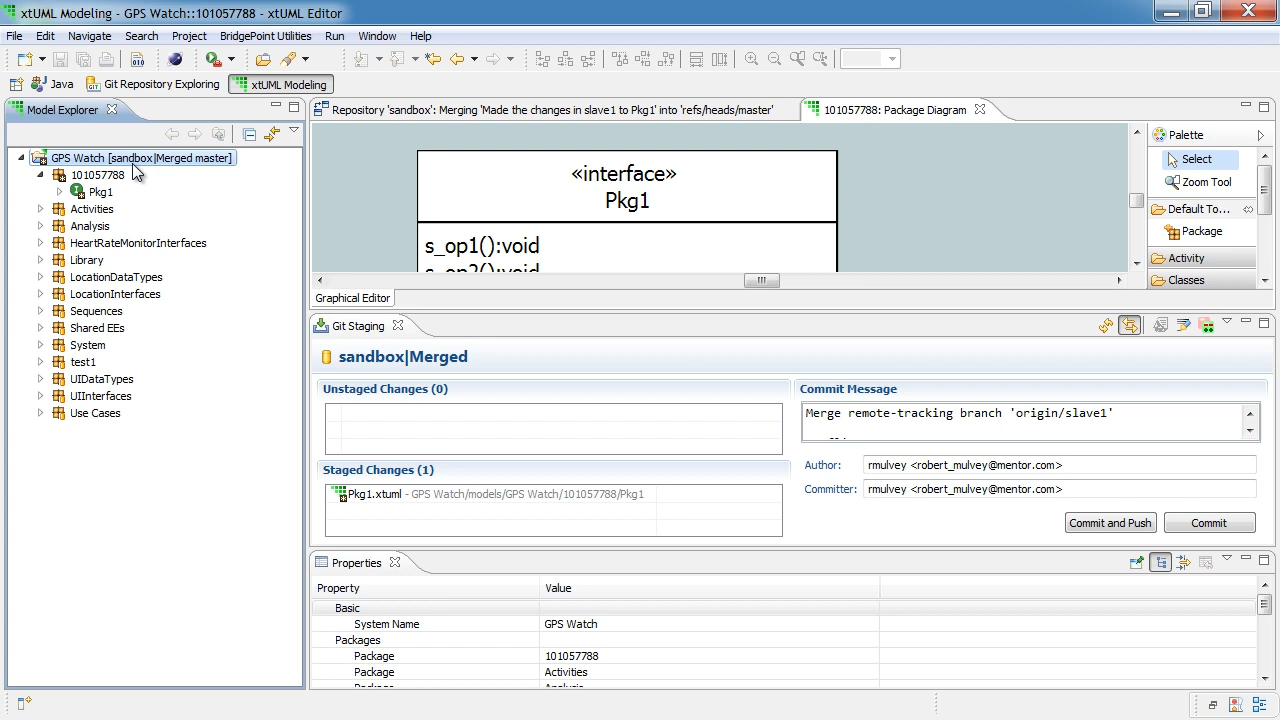 xtUML Modeling - GPS Watch::101057788 - xtUML Editor
File Edit Navigate Search Project BridgePoint Utilities Run Window Help
Java Git Repository Exploring xtUML Modeling
Model Explorer
GPS Watch [sandbox|Merged master]
101057788
Pkg1
Activities
Analysis
HeartRateMonitorInterfaces
Library
LocationDataTypes
LocationInterfaces
Sequences
Shared EEs
System
test1
UIDataTypes
UIInterfaces
Use Cases
Repository 'sandbox': Merging 'Made the changes in slave1 to Pkg1' into 'refs/heads/master'
101057788: Package Diagram
«interface»
Pkg1
s_op1():void
s_op2():void
Graphical Editor
Palette
Select
Zoom Tool
Default To...
Package
Activity
Classes
Git Staging
sandbox|Merged
Unstaged Changes (0)
Staged Changes (1)
Pkg1.xtuml - GPS Watch/models/GPS Watch/101057788/Pkg1
Commit Message
Merge remote-tracking branch 'origin/slave1'
Author: rmulvey <robert_mulvey@mentor.com>
Committer: rmulvey <robert_mulvey@mentor.com>
Commit and Push Commit
Properties
Property Value
Basic
System Name GPS Watch
Packages
Package 101057788
Package Activities
Package Analysis